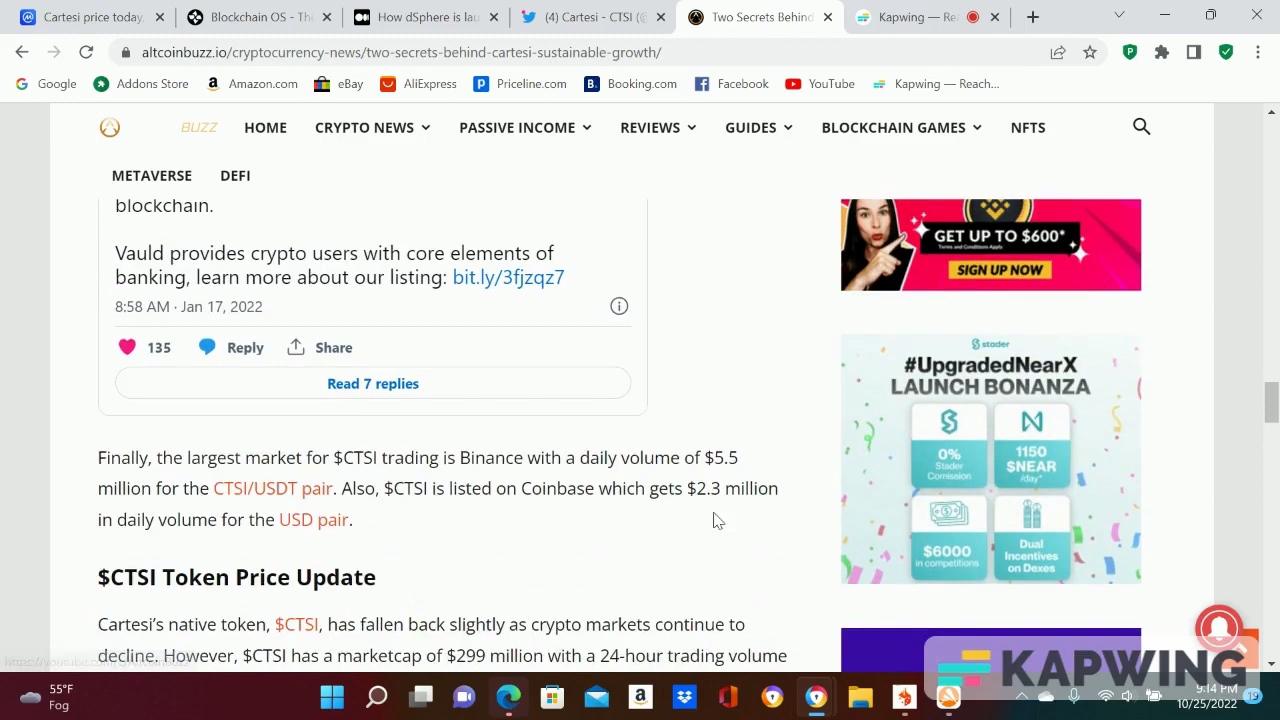 CoinMarketCap today.
Blockchain OS - The
How dSphere is lau
(4) Cartesi - CTSI (@
Two Secrets Behind
Kapwing — Rec
altcoinbuzz.io/cryptocurrency-news/two-secrets-behind-cartesi-sustainable-growth/
Google
Addons Store
Amazon.com
eBay
AliExpress
Priceline.com
Booking.com
Facebook
YouTube
Kapwing — Reach...
BUZZ
HOME
CRYPTO NEWS
PASSIVE INCOME
REVIEWS
GUIDES
BLOCKCHAIN GAMES
NFTS
METAVERSE
DEFI
blockchain.
Vauld provides crypto users with core elements of
banking, learn more about our listing: bit.ly/3fjzqz7
8:58 AM · Jan 17, 2022
135
Reply
Share
Read 7 replies
Finally, the largest market for $CTSI trading is Binance with a daily volume of $5.5
million for the CTSI/USDT pair. Also, $CTSI is listed on Coinbase which gets $2.3 million
in daily volume for the USD pair.
$CTSI Token Price Update
Cartesi's native token, $CTSI, has fallen back slightly as crypto markets continue to
decline. However, $CTSI has a marketcap of $299 million with a 24-hour trading volume
GET UP TO $600*
Terms and Conditions Apply
SIGN UP NOW
stader
#UpgradedNearX
LAUNCH BONANZA
0%
Stader
Comission
1150
$NEAR
/day*
$6000
in competitions
Dual
Incentives
on Dexes
KAPWING
55°F
Fog
9:14 PM
10/25/2022
19